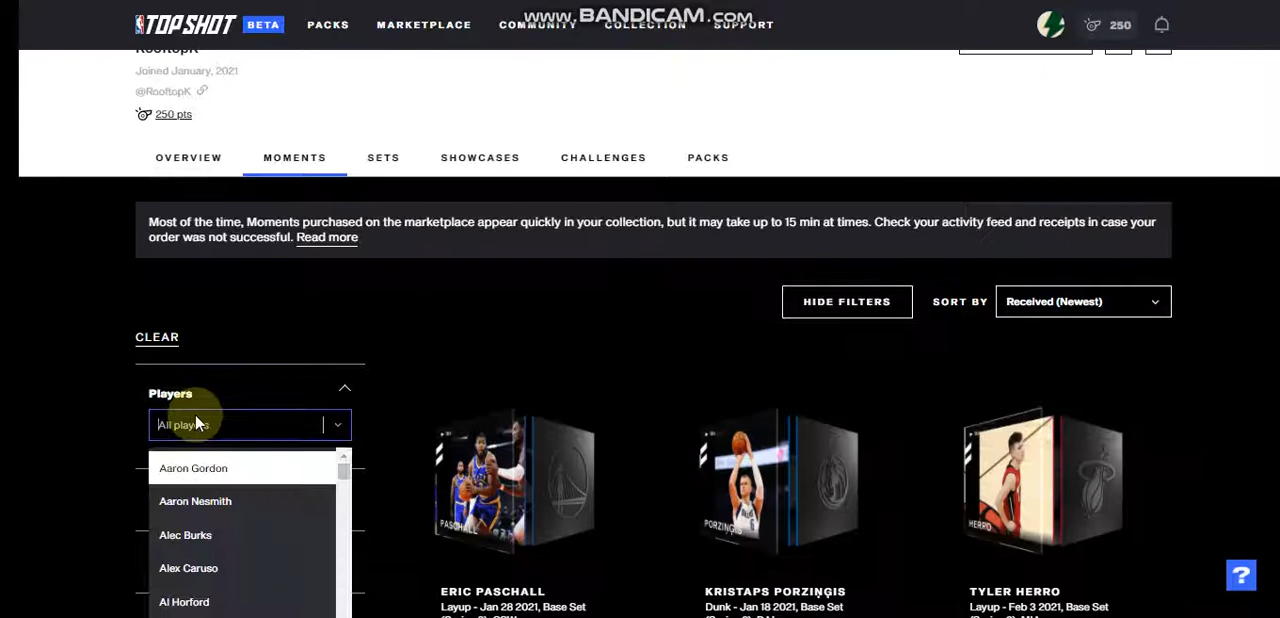 www.BANDICAM.com
TOP SHOT BETA PACKS MARKETPLACE COMMUNITY COLLECTION SUPPORT 250
RooftopK
Joined January, 2021
@RooftopK
250 pts
OVERVIEW MOMENTS SETS SHOWCASES CHALLENGES PACKS
Most of the time, Moments purchased on the marketplace appear quickly in your collection, but it may take up to 15 min at times. Check your activity feed and receipts in case your
order was not successful. Read more
HIDE FILTERS SORT BY Received (Newest)
CLEAR
Players
All players
Aaron Gordon
Aaron Nesmith
Alec Burks
Alex Caruso
Al Horford
PASCHALL
PORZIŅĢIS
HERRO
ERIC PASCHALL
Layup - Jan 28 2021, Base Set
KRISTAPS PORZIŅĢIS
Dunk - Jan 18 2021, Base Set
TYLER HERRO
Layup - Feb 3 2021, Base Set
?